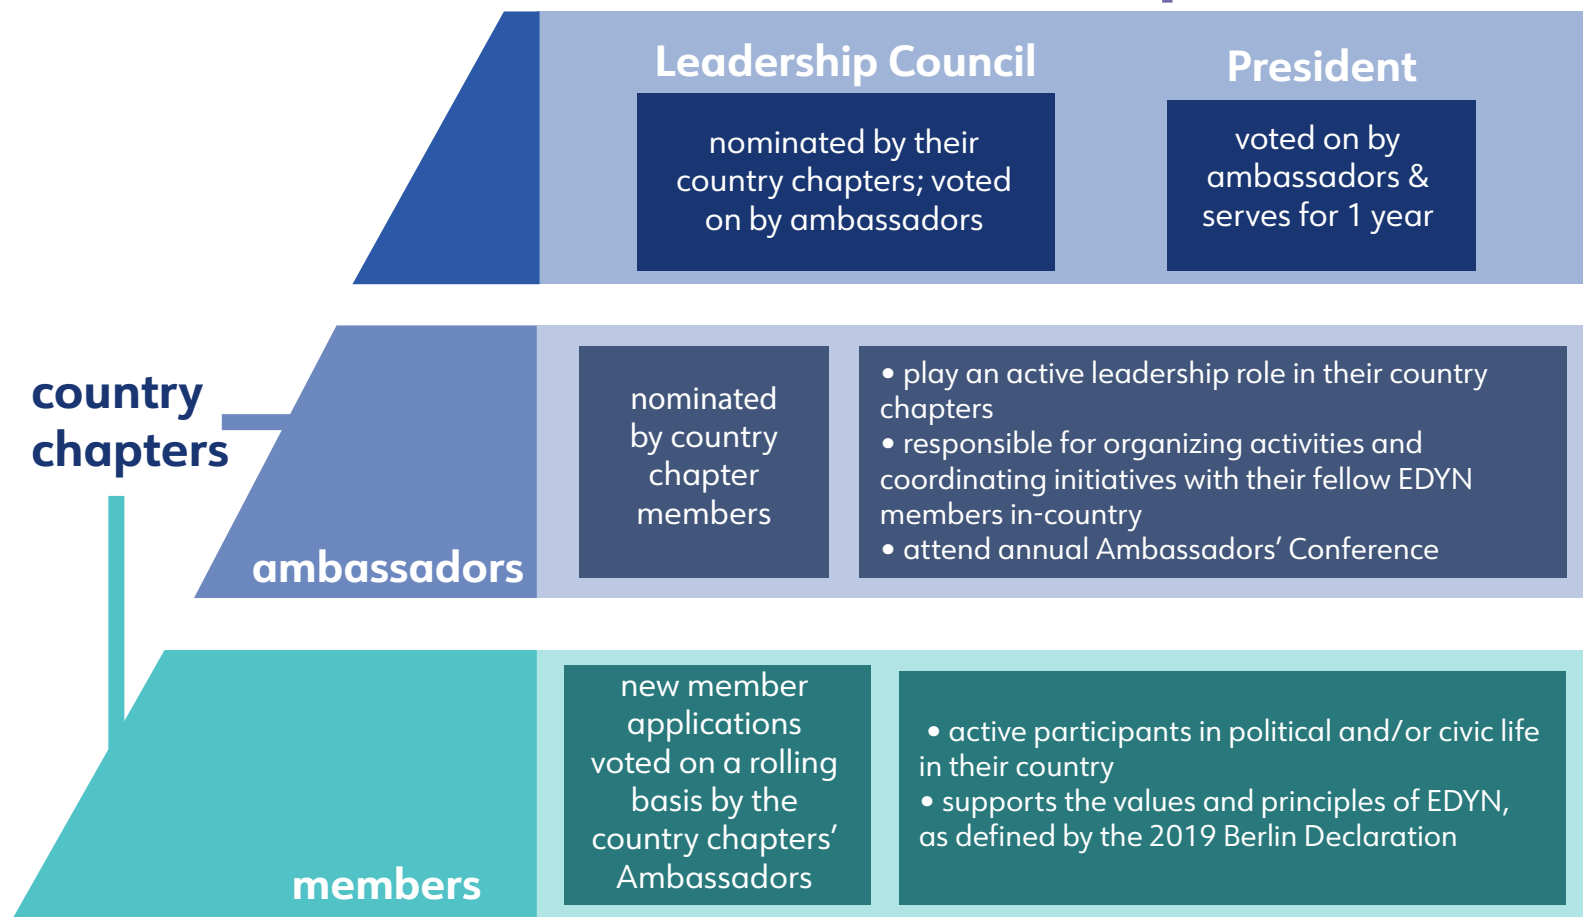 Leadership Council
nominated by their
country chapters; voted
on by ambassadors
President
voted on by
ambassadors &
serves for 1 year
country
chapters
ambassadors
nominated
by country
chapter
members
• play an active leadership role in their country
chapters
• responsible for organizing activities and
coordinating initiatives with their fellow EDYN
members in-country
• attend annual Ambassadors’ Conference
members
new member
applications
voted on a rolling
basis by the
country chapters’
Ambassadors
• active participants in political and/or civic life
in their country
• supports the values and principles of EDYN,
as defined by the 2019 Berlin Declaration